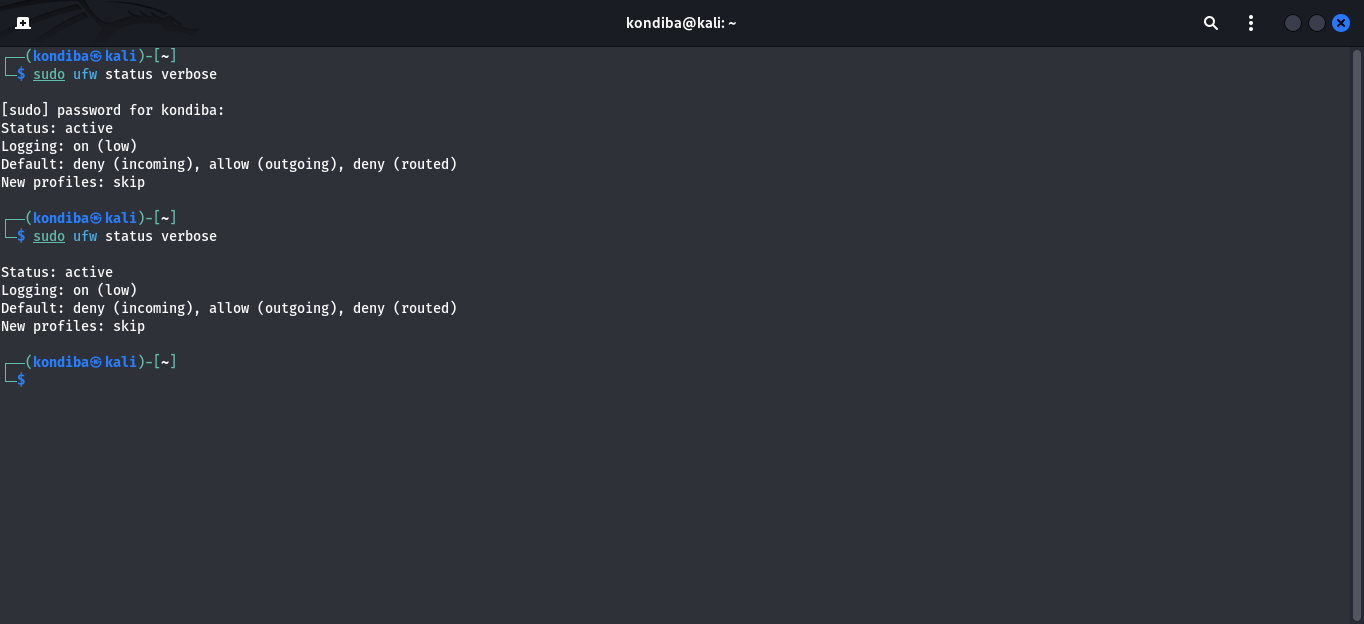 kondiba@kali: ~
┌──(kondiba㉿kali)-[~]
└─$ sudo ufw status verbose
[sudo] password for kondiba:
Status: active
Logging: on (low)
Default: deny (incoming), allow (outgoing), deny (routed)
New profiles: skip
┌──(kondiba㉿kali)-[~]
└─$ sudo ufw status verbose
Status: active
Logging: on (low)
Default: deny (incoming), allow (outgoing), deny (routed)
New profiles: skip
┌──(kondiba㉿kali)-[~]
└─$